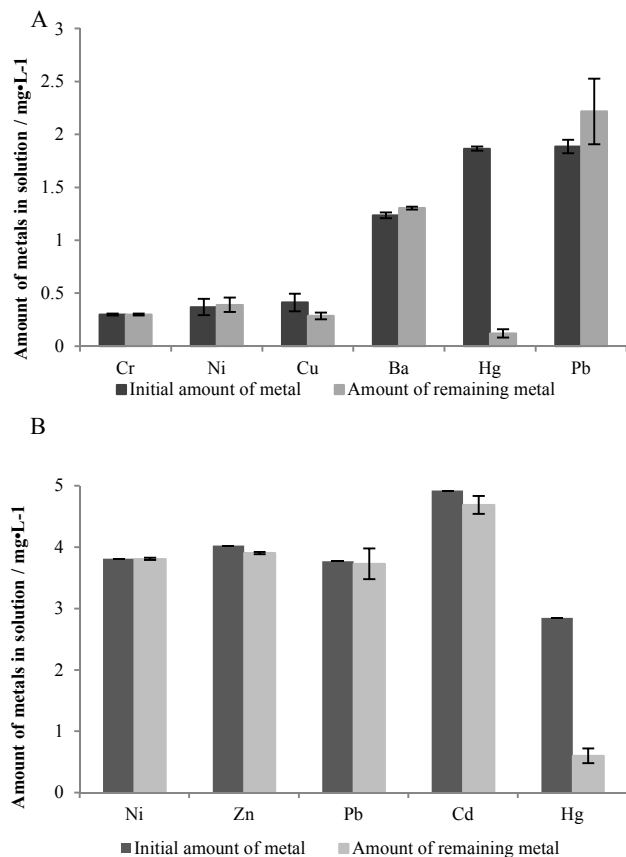 A
Amount of metals in solution / mg•L-1
3
2.5
2
1.5
1
0.5
0
Cr Ni Cu Ba Hg Pb
Initial amount of metal Amount of remaining metal
B
Amount of metals in solution / mg•L-1
5
4
3
2
1
0
Ni Zn Pb Cd Hg
Initial amount of metal Amount of remaining metal